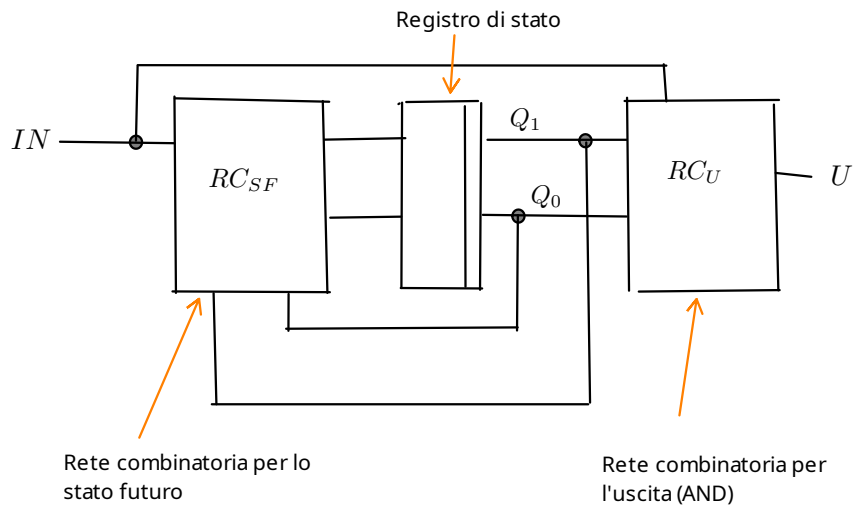 Registro di stato
IN
RC_SF
Q_1
Q_0
RC_U
U
Rete combinatoria per lo
stato futuro
Rete combinatoria per
l'uscita (AND)